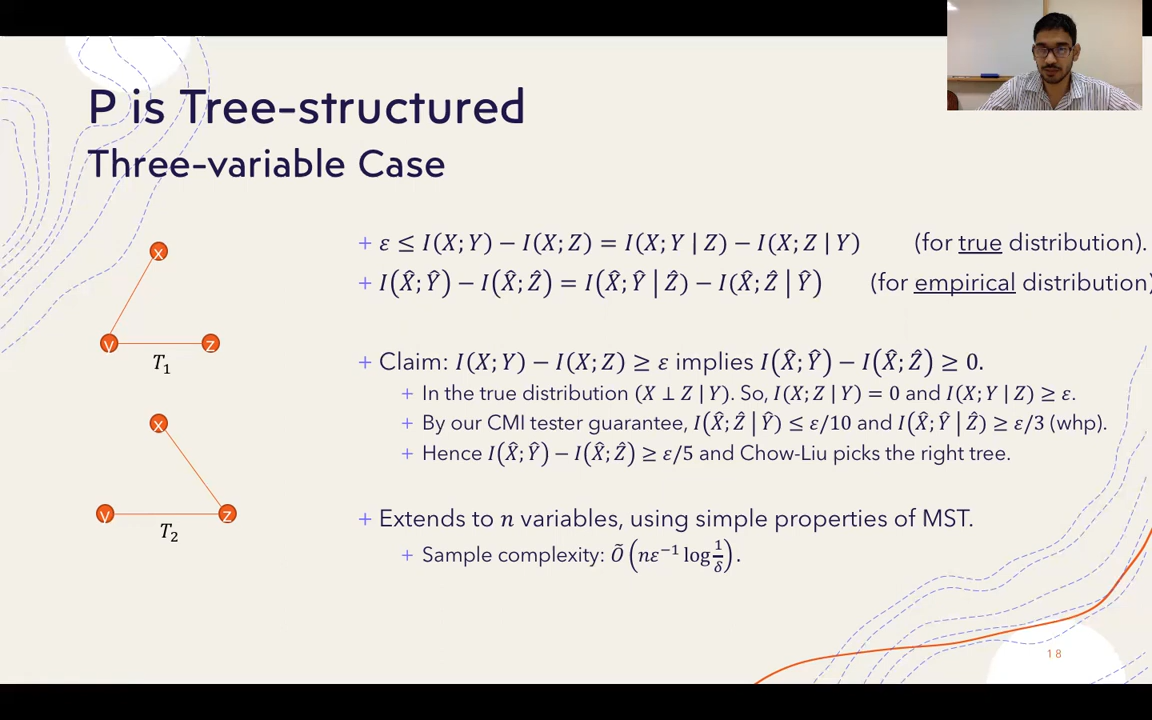 P is Tree-structured
Three-variable Case
+ ε ≤ I(X;Y) − I(X;Z) = I(X;Y | Z) − I(X;Z | Y) (for true distribution).
+ I(X̂;Ŷ) − I(X̂;Ẑ) = I(X̂;Ŷ | Ẑ) − I(X̂;Ẑ | Ŷ) (for empirical distribution)
+ Claim: I(X;Y) − I(X;Z) ≥ ε implies I(X̂;Ŷ) − I(X̂;Ẑ) ≥ 0.
+ In the true distribution (X ⊥ Z | Y). So, I(X;Z | Y) = 0 and I(X;Y | Z) ≥ ε.
+ By our CMI tester guarantee, I(X̂;Ẑ | Ŷ) ≤ ε/10 and I(X̂;Ŷ | Ẑ) ≥ ε/3 (whp).
+ Hence I(X̂;Ŷ) − I(X̂;Ẑ) ≥ ε/5 and Chow-Liu picks the right tree.
+ Extends to n variables, using simple properties of MST.
+ Sample complexity: Õ(nε⁻¹ log 1/δ).
x
y z
T₁
x
y z
T₂
18